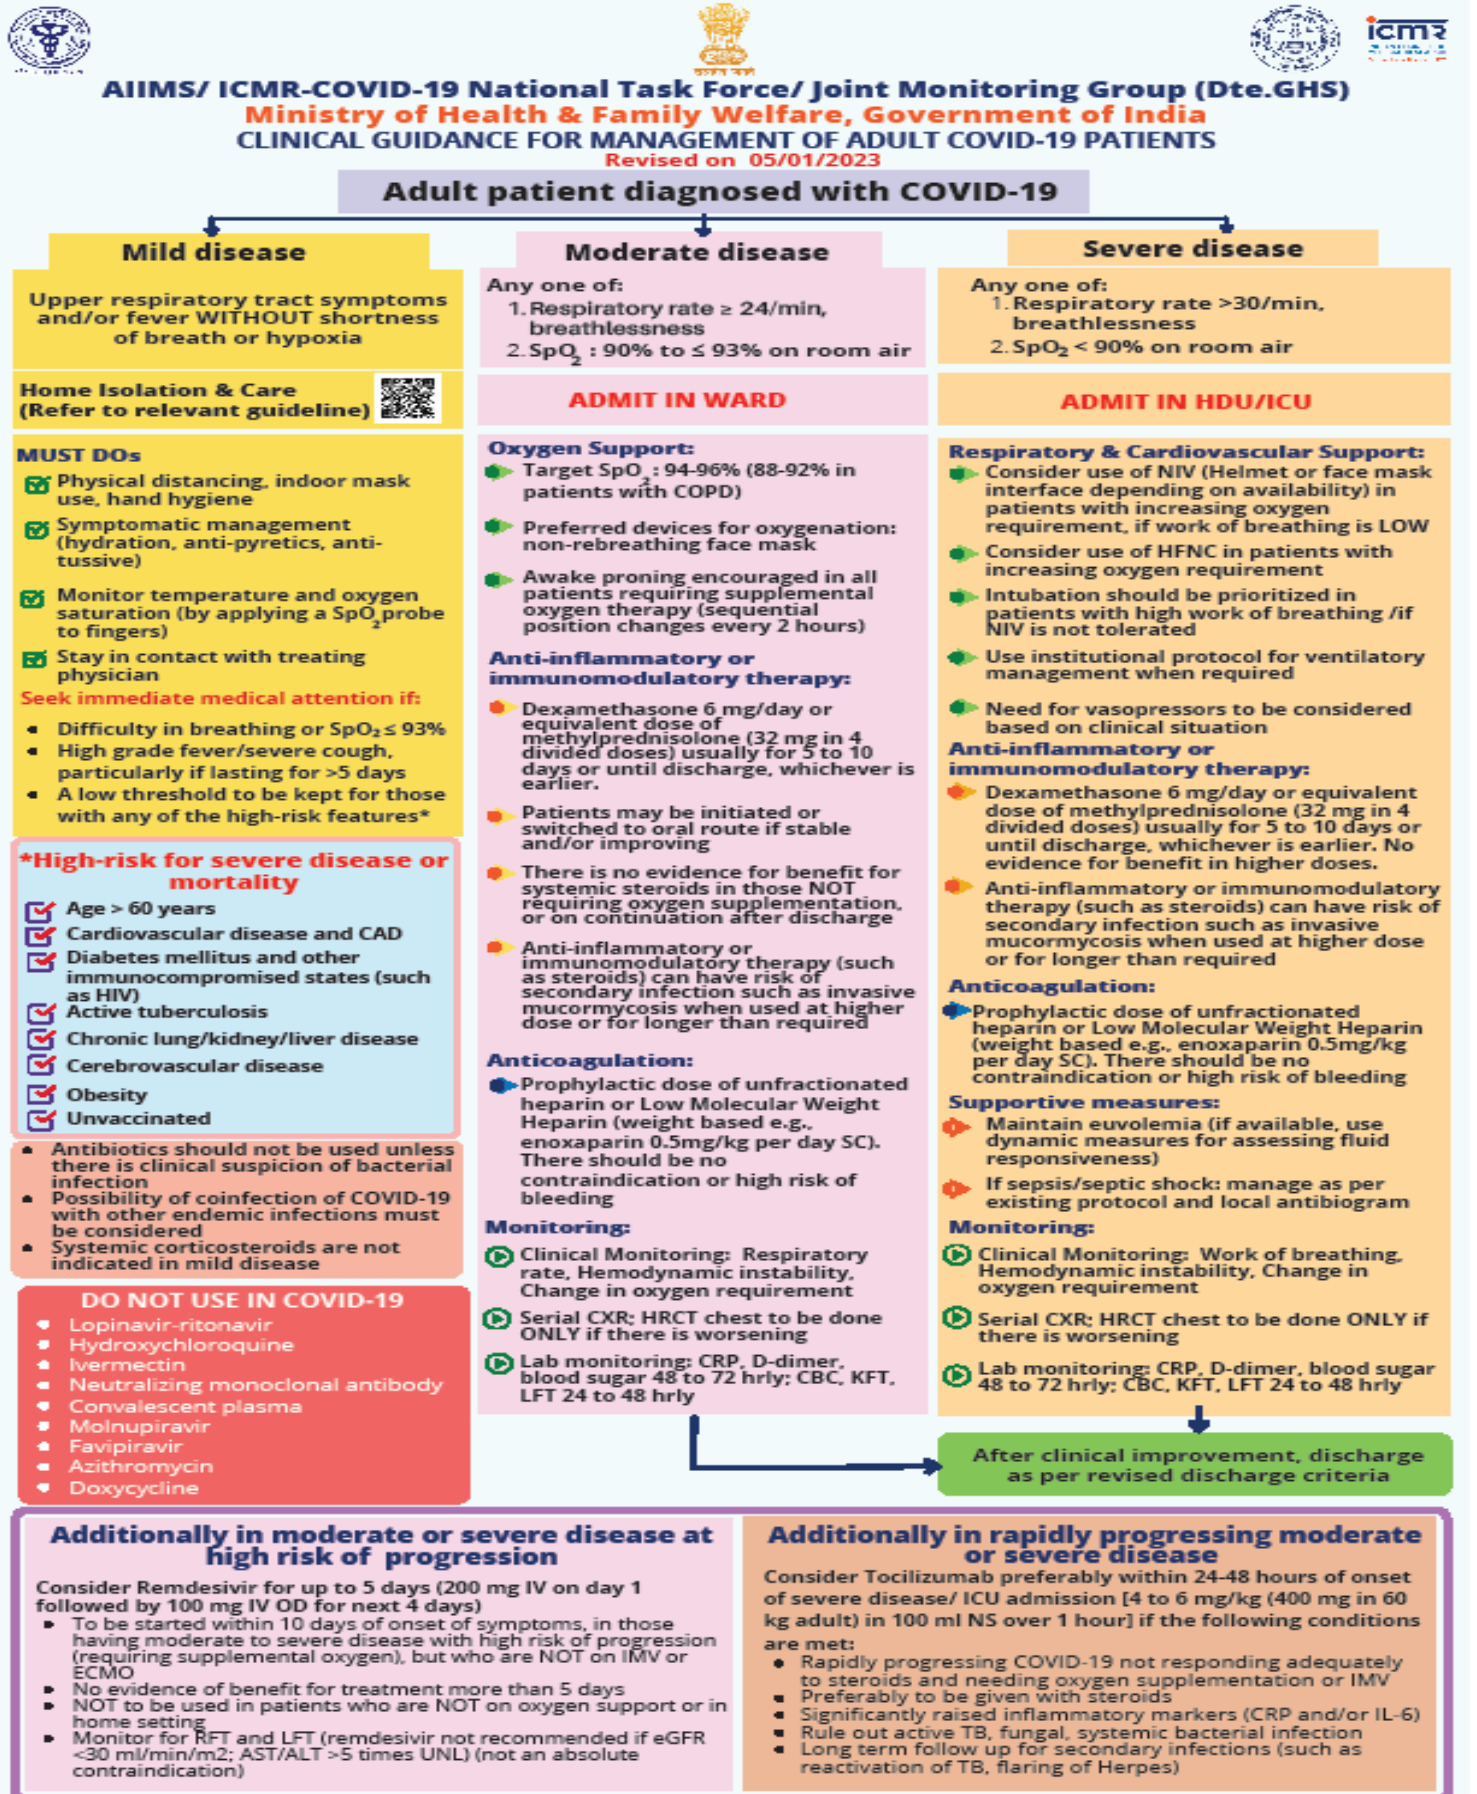 icmr
AIIMS/ ICMR-COVID-19 National Task Force/ Joint Monitoring Group (Dte.GHS)
Ministry of Health & Family Welfare, Government of India
CLINICAL GUIDANCE FOR MANAGEMENT OF ADULT COVID-19 PATIENTS
Revised on 05/01/2023
Adult patient diagnosed with COVID-19
Mild disease
Upper respiratory tract symptoms
and/or fever WITHOUT shortness
of breath or hypoxia
Home Isolation & Care
(Refer to relevant guideline)
MUST DOs
Physical distancing, indoor mask
use, hand hygiene
Symptomatic management
(hydration, anti-pyretics, anti-
tussive)
Monitor temperature and oxygen
saturation (by applying a SpO₂ probe
to fingers)
Stay in contact with treating
physician
Seek immediate medical attention if:
Difficulty in breathing or SpO₂ ≤ 93%
High grade fever/severe cough,
particularly if lasting for >5 days
A low threshold to be kept for those
with any of the high-risk features*
*High-risk for severe disease or
mortality
Age > 60 years
Cardiovascular disease and CAD
Diabetes mellitus and other
immunocompromised states (such
as HIV)
Active tuberculosis
Chronic lung/kidney/liver disease
Cerebrovascular disease
Obesity
Unvaccinated
Antibiotics should not be used unless
there is clinical suspicion of bacterial
infection
Possibility of coinfection of COVID-19
with other endemic infections must
be considered
Systemic corticosteroids are not
indicated in mild disease
DO NOT USE IN COVID-19
Lopinavir-ritonavir
Hydroxychloroquine
Ivermectin
Neutralizing monoclonal antibody
Convalescent plasma
Molnupiravir
Favipiravir
Azithromycin
Doxycycline
Moderate disease
Any one of:
1. Respiratory rate ≥ 24/min,
breathlessness
2. SpO₂ : 90% to ≤ 93% on room air
ADMIT IN WARD
Oxygen Support:
Target SpO₂ : 94-96% (88-92% in
patients with COPD)
Preferred devices for oxygenation:
non-rebreathing face mask
Awake proning encouraged in all
patients requiring supplemental
oxygen therapy (sequential
position changes every 2 hours)
Anti-inflammatory or
immunomodulatory therapy:
Dexamethasone 6 mg/day or
equivalent dose of
methylprednisolone (32 mg in 4
divided doses) usually for 5 to 10
days or until discharge, whichever is
earlier.
Patients may be initiated or
switched to oral route if stable
and/or improving
There is no evidence for benefit for
systemic steroids in those NOT
requiring oxygen supplementation,
or on continuation after discharge
Anti-inflammatory or
immunomodulatory therapy (such
as steroids) can have risk of
secondary infection such as invasive
mucormycosis when used at higher
dose or for longer than required
Anticoagulation:
Prophylactic dose of unfractionated
heparin or Low Molecular Weight
Heparin (weight based e.g.,
enoxaparin 0.5mg/kg per day SC).
There should be no
contraindication or high risk of
bleeding
Monitoring:
Clinical Monitoring: Respiratory
rate, Hemodynamic instability,
Change in oxygen requirement
Serial CXR; HRCT chest to be done
ONLY if there is worsening
Lab monitoring: CRP, D-dimer,
blood sugar 48 to 72 hrly; CBC, KFT,
LFT 24 to 48 hrly
Severe disease
Any one of:
1. Respiratory rate >30/min,
breathlessness
2. SpO₂ < 90% on room air
ADMIT IN HDU/ICU
Respiratory & Cardiovascular Support:
Consider use of NIV (Helmet or face mask
interface depending on availability) in
patients with increasing oxygen
requirement, if work of breathing is LOW
Consider use of HFNC in patients with
increasing oxygen requirement
Intubation should be prioritized in
patients with high work of breathing /if
NIV is not tolerated
Use institutional protocol for ventilatory
management when required
Need for vasopressors to be considered
based on clinical situation
Anti-inflammatory or
immunomodulatory therapy:
Dexamethasone 6 mg/day or equivalent
dose of methylprednisolone (32 mg in 4
divided doses) usually for 5 to 10 days or
until discharge, whichever is earlier. No
evidence for benefit in higher doses.
Anti-inflammatory or immunomodulatory
therapy (such as steroids) can have risk of
secondary infection such as invasive
mucormycosis when used at higher dose
or for longer than required
Anticoagulation:
Prophylactic dose of unfractionated
heparin or Low Molecular Weight Heparin
(weight based e.g., enoxaparin 0.5mg/kg
per day SC). There should be no
contraindication or high risk of bleeding
Supportive measures:
Maintain euvolemia (if available, use
dynamic measures for assessing fluid
responsiveness)
If sepsis/septic shock: manage as per
existing protocol and local antibiogram
Monitoring:
Clinical Monitoring: Work of breathing,
Hemodynamic instability, Change in
oxygen requirement
Serial CXR; HRCT chest to be done ONLY if
there is worsening
Lab monitoring: CRP, D-dimer, blood sugar
48 to 72 hrly; CBC, KFT, LFT 24 to 48 hrly
After clinical improvement, discharge
as per revised discharge criteria
Additionally in moderate or severe disease at
high risk of progression
Consider Remdesivir for up to 5 days (200 mg IV on day 1
followed by 100 mg IV OD for next 4 days)
To be started within 10 days of onset of symptoms, in those
having moderate to severe disease with high risk of progression
(requiring supplemental oxygen), but who are NOT on IMV or
ECMO
No evidence of benefit for treatment more than 5 days
NOT to be used in patients who are NOT on oxygen support or in
home setting
Monitor for RFT and LFT (remdesivir not recommended if eGFR
<30 ml/min/m2; AST/ALT >5 times UNL) (not an absolute
contraindication)
Additionally in rapidly progressing moderate
or severe disease
Consider Tocilizumab preferably within 24-48 hours of onset
of severe disease/ ICU admission [4 to 6 mg/kg (400 mg in 60
kg adult) in 100 ml NS over 1 hour] if the following conditions
are met:
Rapidly progressing COVID-19 not responding adequately
to steroids and needing oxygen supplementation or IMV
Preferably to be given with steroids
Significantly raised inflammatory markers (CRP and/or IL-6)
Rule out active TB, fungal, systemic bacterial infection
Long term follow up for secondary infections (such as
reactivation of TB, flaring of Herpes)